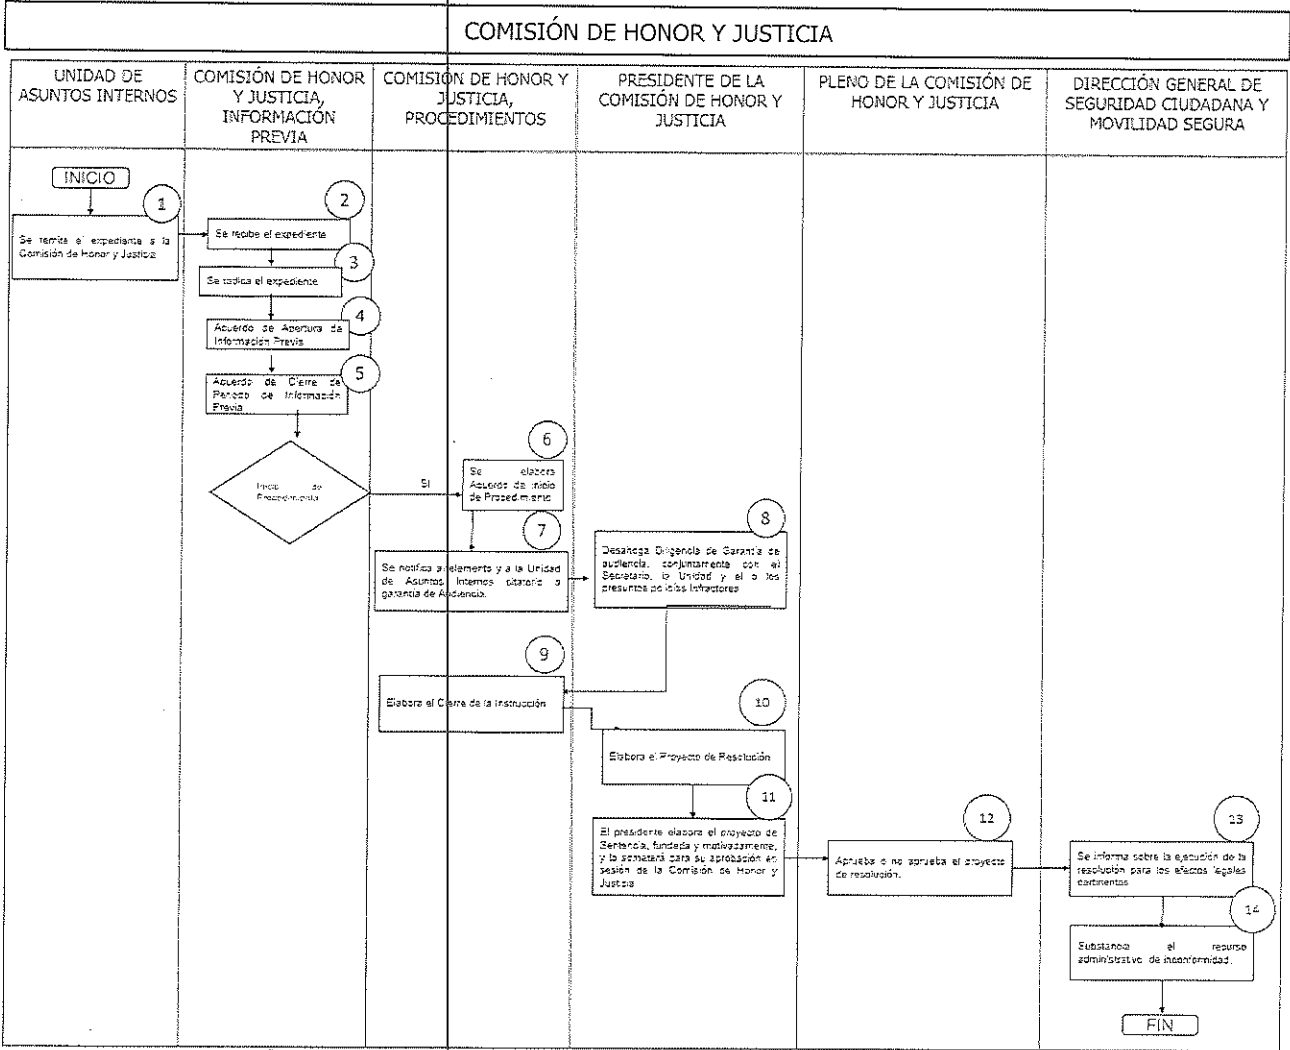 COMISIÓN DE HONOR Y JUSTICIA
UNIDAD DE
ASUNTOS INTERNOS
COMISIÓN DE HONOR
Y JUSTICIA,
INFORMACIÓN
PREVIA
COMISIÓN DE HONOR Y
JUSTICIA,
PROCEDIMIENTOS
PRESIDENTE DE LA
COMISIÓN DE HONOR Y
JUSTICIA
PLENO DE LA COMISIÓN DE
HONOR Y JUSTICIA
DIRECCIÓN GENERAL DE
SEGURIDAD CIUDADANA Y
MOVILIDAD SEGURA
INICIO
1
Se remite el expediente a la
Comisión de Honor y Justicia
2
Se recibe el expediente
3
Se radica el expediente
4
Acuerdo de Apertura de
Información Previa
5
Acuerdo de Cierre de
Periodo de Información
Previa
Inicio de
Procedimiento
SI
6
Se elabora
Acuerdo de Inicio
de Procedimiento
7
Se notifica al elemento y a la Unidad
de Asuntos Internos citatorio a
garantía de Audiencia.
8
Desahoga Diligencia de Garantía de
audiencia, conjuntamente con el
Secretario, la Unidad y el o los
presuntos policías infractores
9
Elabora el Cierre de la Instrucción
10
Elabora el Proyecto de Resolución
11
El presidente elabora el proyecto de
Sentencia, fundada y motivadamente,
y la someterá para su aprobación en
sesión de la Comisión de Honor y
Justicia
12
Aprueba o no aprueba el proyecto
de resolución.
13
Se informa sobre la ejecución de la
resolución para los efectos legales
pertinentes
14
Substancia el recurso
administrativo de inconformidad.
FIN